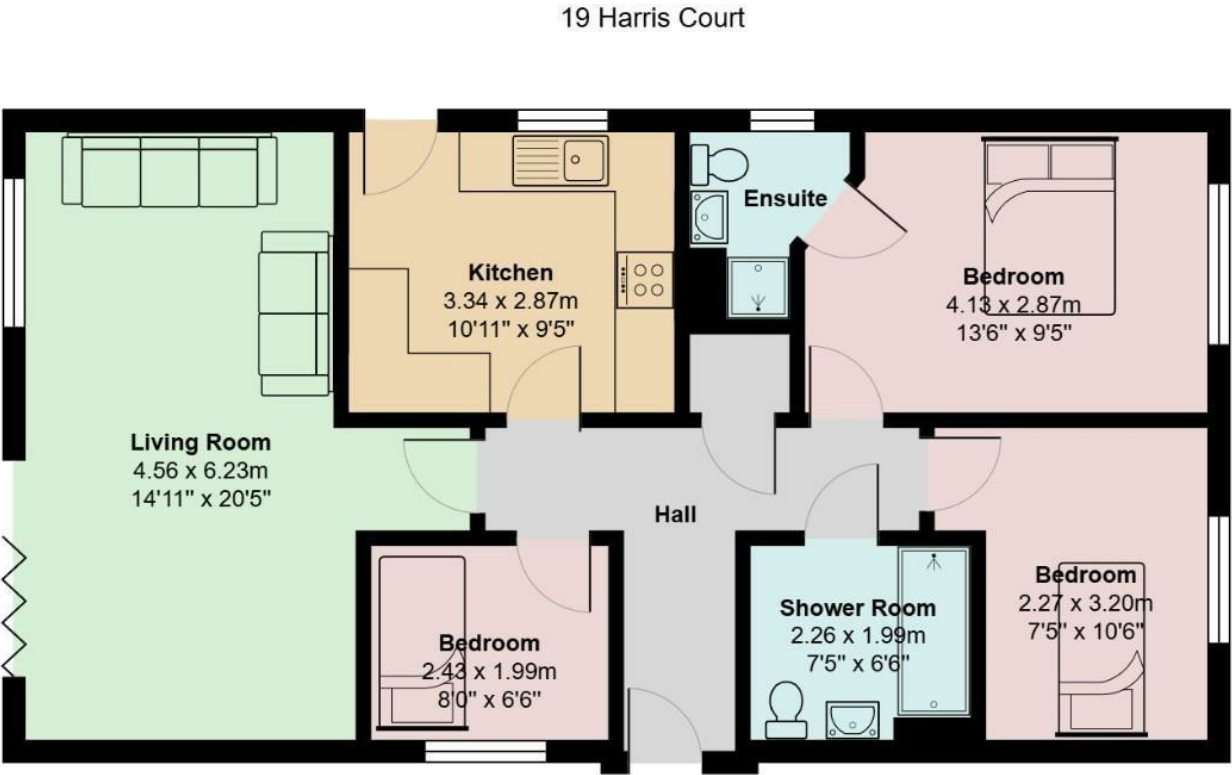 19 Harris Court
Ensuite
Kitchen
3.34 x 2.87m
10'11" x 9'5"
Bedroom
4.13 x 2.87m
13'6" x 9'5"
Living Room
4.56 x 6.23m
14'11" x 20'5"
Hall
Bedroom
2.43 x 1.99m
8'0" x 6'6"
Shower Room
2.26 x 1.99m
7'5" x 6'6"
Bedroom
2.27 x 3.20m
7'5" x 10'6"